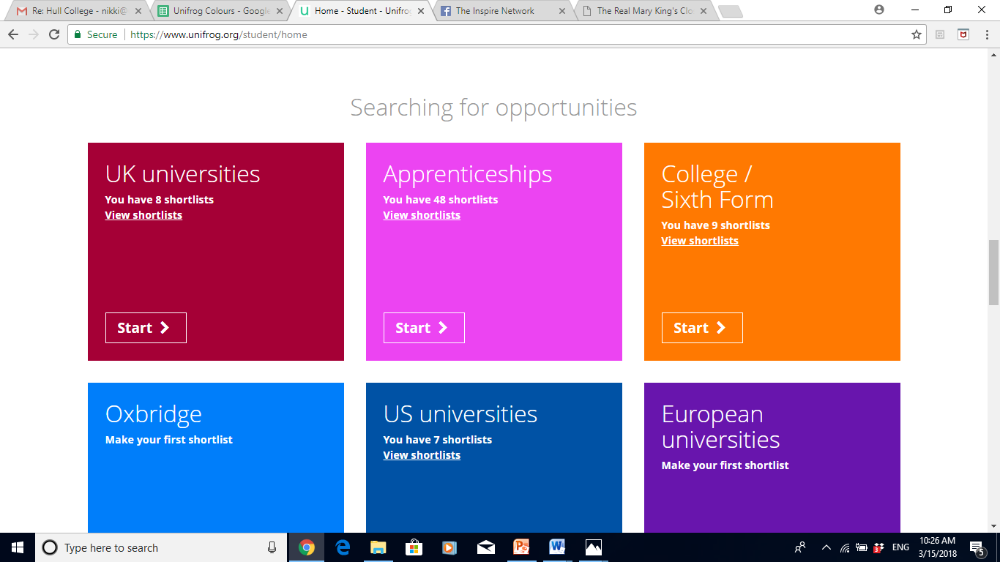 Re: Hull College - nikki@
Unifrog Colours - Google
Home - Student - Unifrog
The Inspire Network
The Real Mary King's Clo
Secure
https://www.unifrog.org/student/home
Searching for opportunities
UK universities
You have 8 shortlists
View shortlists
Start
Apprenticeships
You have 48 shortlists
View shortlists
Start
College /
Sixth Form
You have 9 shortlists
View shortlists
Start
Oxbridge
Make your first shortlist
US universities
You have 7 shortlists
View shortlists
European
universities
Make your first shortlist
Type here to search
ENG
10:26 AM
3/15/2018
5